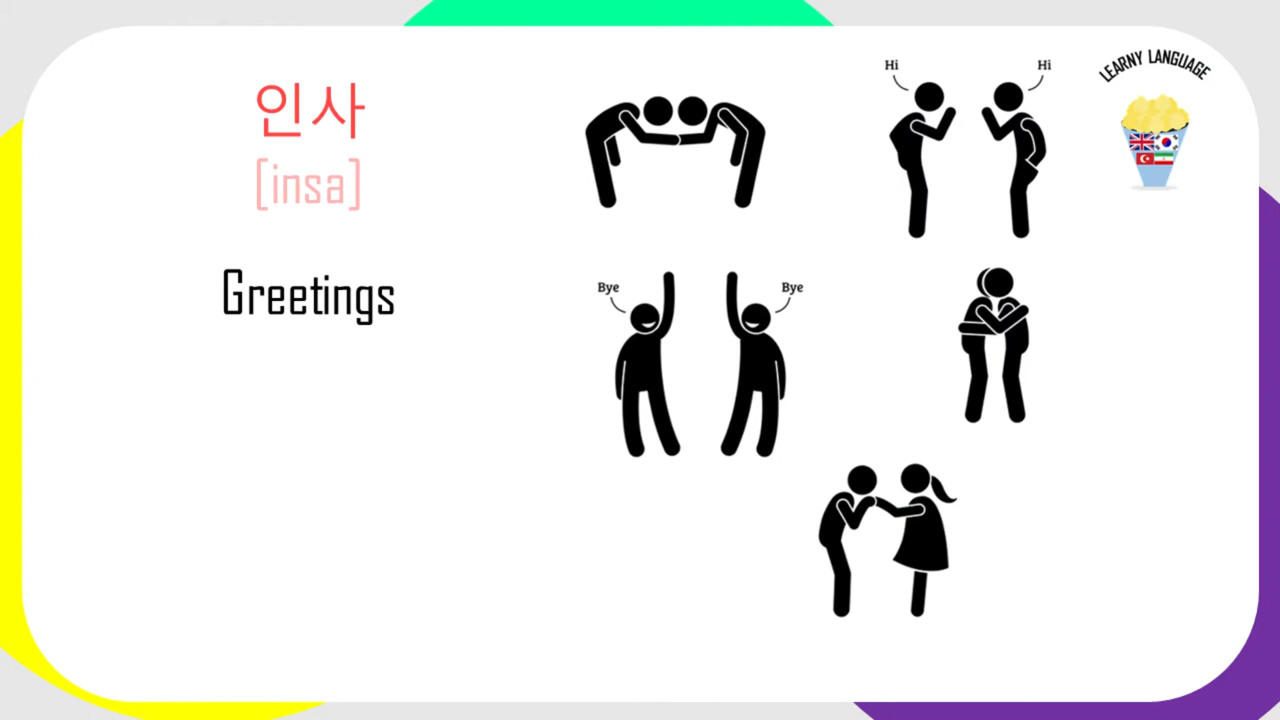 인사
[insa]
Greetings
Hi
Hi
LEARNY LANGUAGE
Bye
Bye